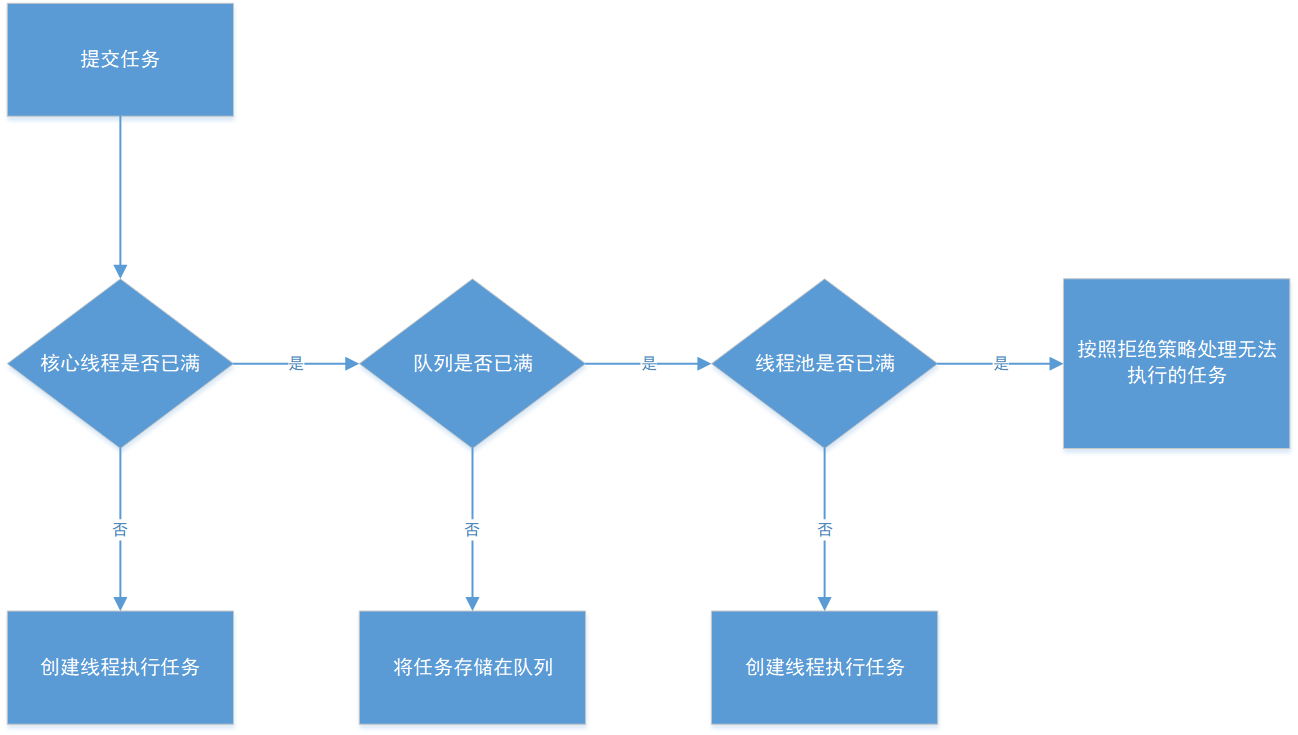 提交任务
核心线程是否已满
是
队列是否已满
是
线程池是否已满
是
按照拒绝策略处理无法
执行的任务
否
否
否
创建线程执行任务
将任务存储在队列
创建线程执行任务